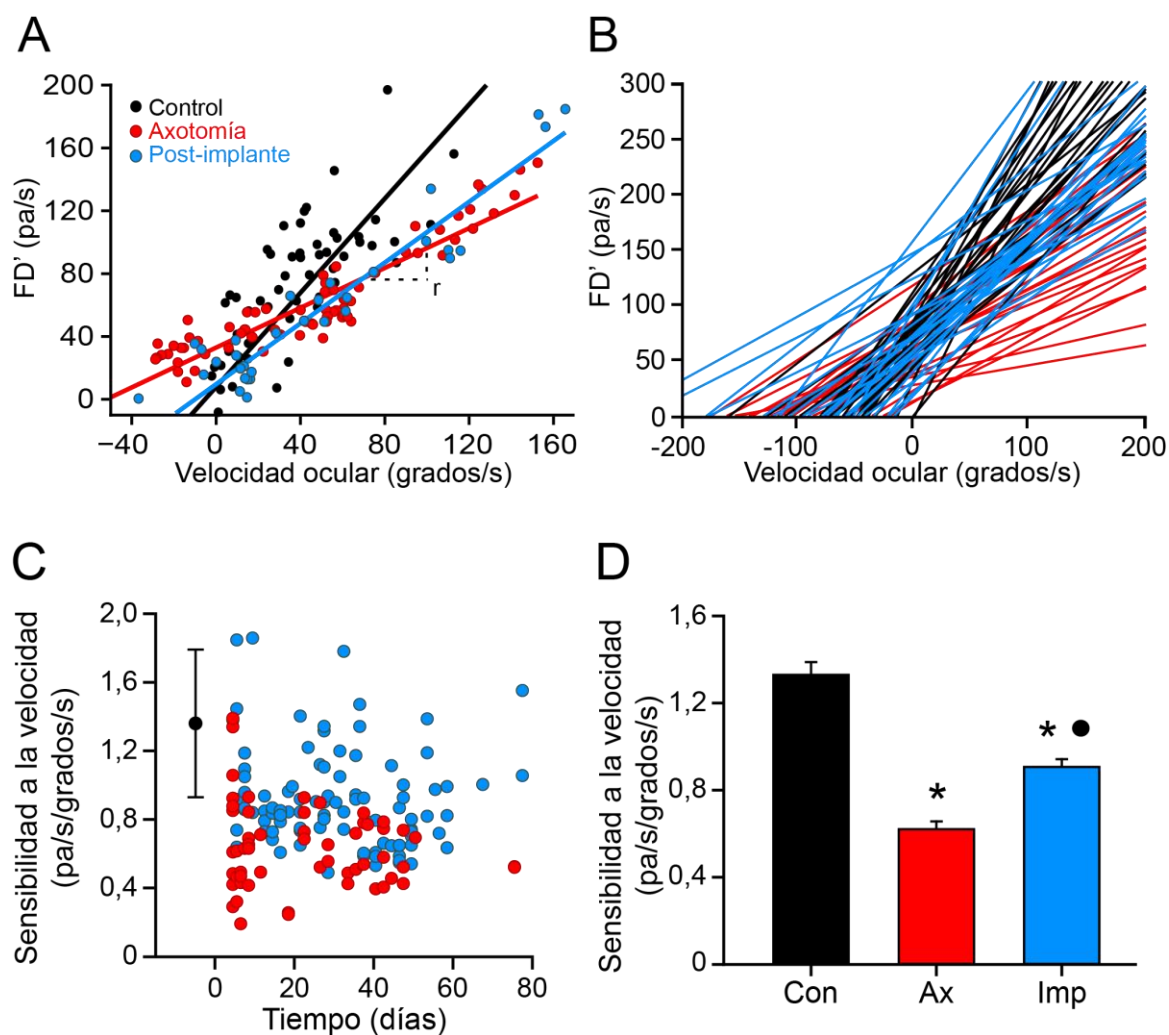 A
FD' (pa/s)
200
160
120
80
40
0
Control
Axotomía
Post-implante
r
−40
0
40
80
120
160
Velocidad ocular (grados/s)
B
FD' (pa/s)
300
250
200
150
100
50
0
-200
-100
0
100
200
Velocidad ocular (grados/s)
C
Sensibilidad a la velocidad
(pa/s/grados/s)
2,0
1,6
1,2
0,8
0,4
0
0
20
40
60
80
Tiempo (días)
D
Sensibilidad a la velocidad
(pa/s/grados/s)
1,6
1,2
0,8
0,4
0
*
* ●
Con
Ax
Imp